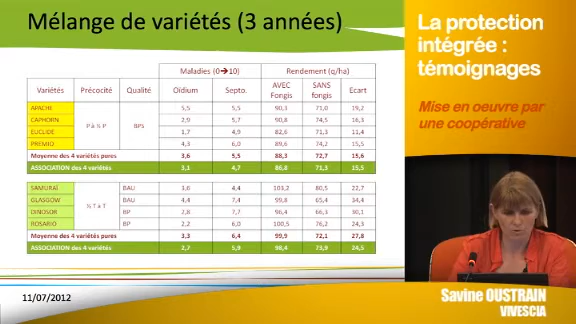 Mélange de variétés (3 années)
La protection
intégrée :
témoignages
Mise en oeuvre par
une coopérative
Maladies (0➔10) Rendement (q/ha)
Variétés Précocité Qualité Oïdium Septo. AVEC Fongis SANS fongis Ecart
APACHE P à ½ P BPS 5,5 5,5 90,3 71,0 19,2
CAPHORN 2,9 5,7 90,8 74,5 16,3
EUCLIDE 1,7 4,9 82,6 71,3 11,4
PREMIO 4,3 6,0 89,6 74,2 15,5
Moyenne des 4 variétés pures 3,6 5,5 88,3 72,7 15,6
ASSOCIATION des 4 variétés 3,1 4,7 86,8 71,3 15,5
SAMURAÏ ½ T à T BAU 1,6 4,4 103,2 80,5 22,7
GLASGOW BAU 4,4 7,4 99,8 65,4 34,4
DINOSOR BP 2,8 7,7 96,4 66,3 30,1
ROSARIO BP 2,2 6,0 100,5 76,2 24,3
Moyenne des 4 variétés pures 3,3 6,4 99,9 72,1 27,8
ASSOCIATION des 4 variétés 2,7 5,9 98,4 73,9 24,5
11/07/2012
Savine OUSTRAIN
VIVESCIA